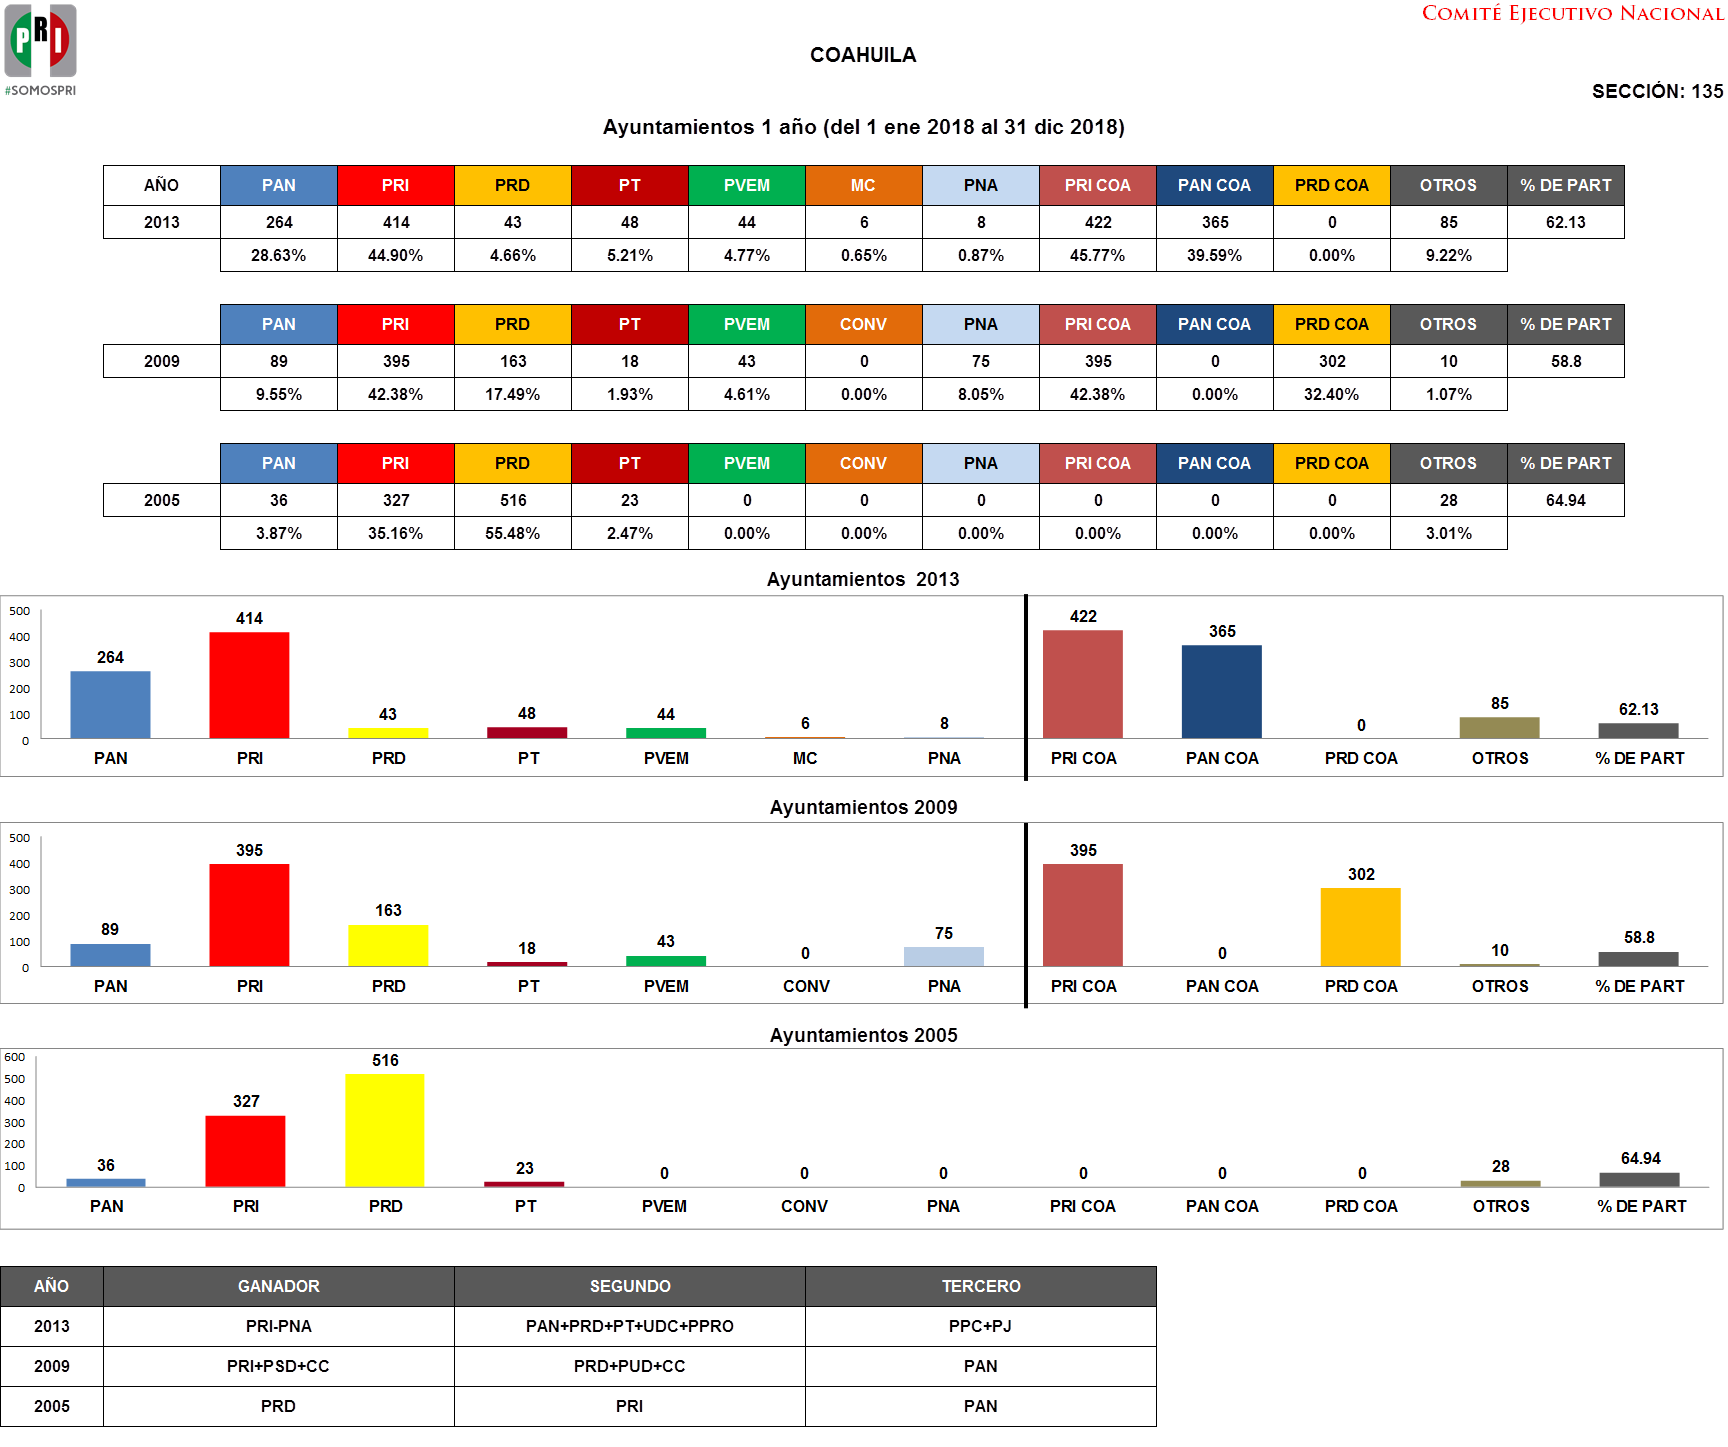 PRI
#SOMOSPRI
COMITÉ EJECUTIVO NACIONAL
COAHUILA
SECCIÓN: 135
Ayuntamientos 1 año (del 1 ene 2018 al 31 dic 2018)
AÑO PAN PRI PRD PT PVEM MC PNA PRI COA PAN COA PRD COA OTROS % DE PART
2013 264 414 43 48 44 6 8 422 365 0 85 62.13
28.63% 44.90% 4.66% 5.21% 4.77% 0.65% 0.87% 45.77% 39.59% 0.00% 9.22%
PAN PRI PRD PT PVEM CONV PNA PRI COA PAN COA PRD COA OTROS % DE PART
2009 89 395 163 18 43 0 75 395 0 302 10 58.8
9.55% 42.38% 17.49% 1.93% 4.61% 0.00% 8.05% 42.38% 0.00% 32.40% 1.07%
PAN PRI PRD PT PVEM CONV PNA PRI COA PAN COA PRD COA OTROS % DE PART
2005 36 327 516 23 0 0 0 0 0 0 28 64.94
3.87% 35.16% 55.48% 2.47% 0.00% 0.00% 0.00% 0.00% 0.00% 0.00% 3.01%
Ayuntamientos 2013
500
400
300
200
100
0
264 414 43 48 44 6 8 422 365 0 85 62.13
PAN PRI PRD PT PVEM MC PNA PRI COA PAN COA PRD COA OTROS % DE PART
Ayuntamientos 2009
500
400
300
200
100
0
89 395 163 18 43 0 75 395 0 302 10 58.8
PAN PRI PRD PT PVEM CONV PNA PRI COA PAN COA PRD COA OTROS % DE PART
Ayuntamientos 2005
600
500
400
300
200
100
0
36 327 516 23 0 0 0 0 0 0 28 64.94
PAN PRI PRD PT PVEM CONV PNA PRI COA PAN COA PRD COA OTROS % DE PART
AÑO GANADOR SEGUNDO TERCERO
2013 PRI-PNA PAN+PRD+PT+UDC+PPRO PPC+PJ
2009 PRI+PSD+CC PRD+PUD+CC PAN
2005 PRD PRI PAN